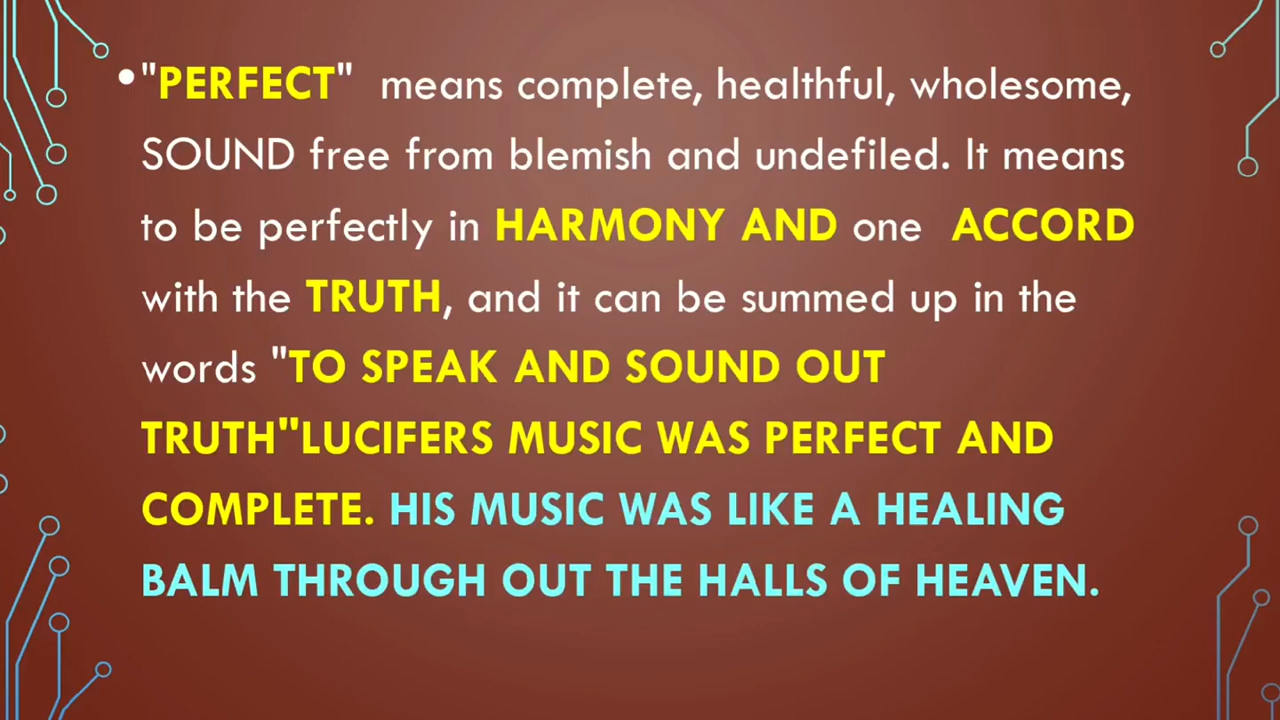 •"PERFECT" means complete, healthful, wholesome,
SOUND free from blemish and undefiled. It means
to be perfectly in HARMONY AND one ACCORD
with the TRUTH, and it can be summed up in the
words "TO SPEAK AND SOUND OUT
TRUTH"LUCIFERS MUSIC WAS PERFECT AND
COMPLETE. HIS MUSIC WAS LIKE A HEALING
BALM THROUGH OUT THE HALLS OF HEAVEN.